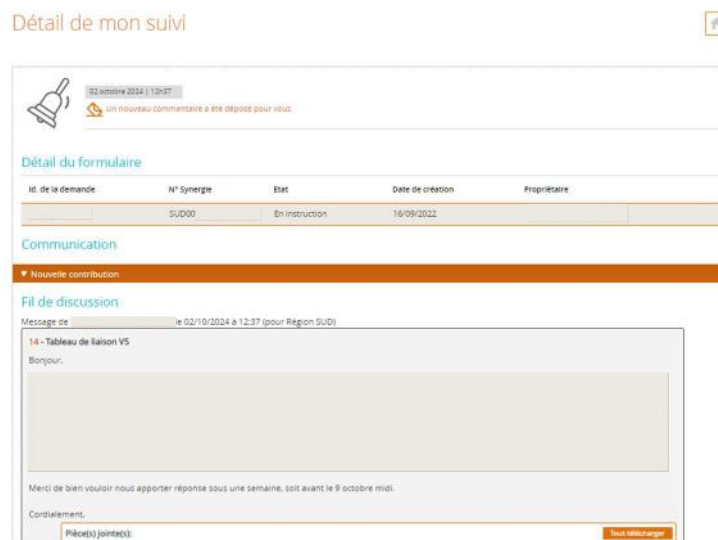 Détail de mon suivi
02 octobre 2024 | 12h37
Un nouveau commentaire a été déposé pour vous
Détail du formulaire
Id. de la demande N° Synergie Etat Date de création Propriétaire
SUD00 En instruction 16/09/2022
Communication
Nouvelle contribution
Fil de discussion
Message de le 02/10/2024 à 12:37 (pour Région SUD)
14 - Tableau de liaison V5
Bonjour,
Merci de bien vouloir nous apporter réponse sous une semaine, soit avant le 9 octobre midi.
Cordialement,
Pièce(s) jointe(s): Tout télécharger